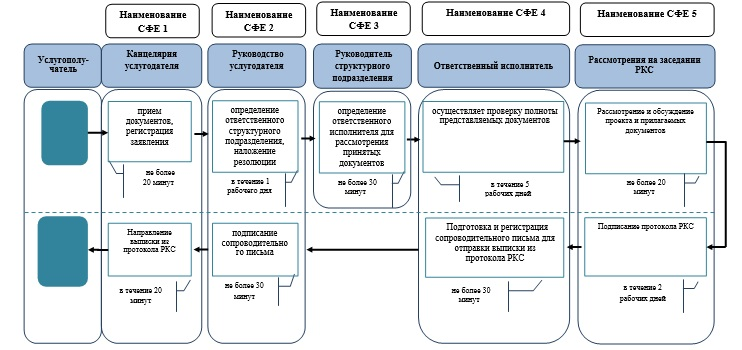 Наименование
СФЕ 1
Наименование
СФЕ 2
Наименование
СФЕ 3
Наименование СФЕ 4
Наименование СФЕ 5
Услугополу-
чатель
Канцелярия
услугодателя
Руководство
услугодателя
Руководитель
структурного
подразделения
Ответственный исполнитель
Рассмотрения на заседании
РКС
прием
документов,
регистрация
заявления
не более
20 минут
определение
ответственного
структурного
подразделения,
наложение
резолюции
в течение 1
рабочего дня
определение
ответственного
исполнителя для
рассмотрения
принятых
документов
не более 30
минут
осуществляет проверку полноты
представляемых документов
в течение 5
рабочих дней
Рассмотрение и обсуждение
проекта и прилагаемых
документов
не более 20
минут
Направление
выписки из
протокола РКС
в течение 20
минут
подписание
сопроводительно
го письма
не более 30
минут
Подготовка и регистрация
сопроводительного письма для
отправки выписки из
протокола РКС
не более 30
минут
Подписание протокола РКС
в течение 2
рабочих дней